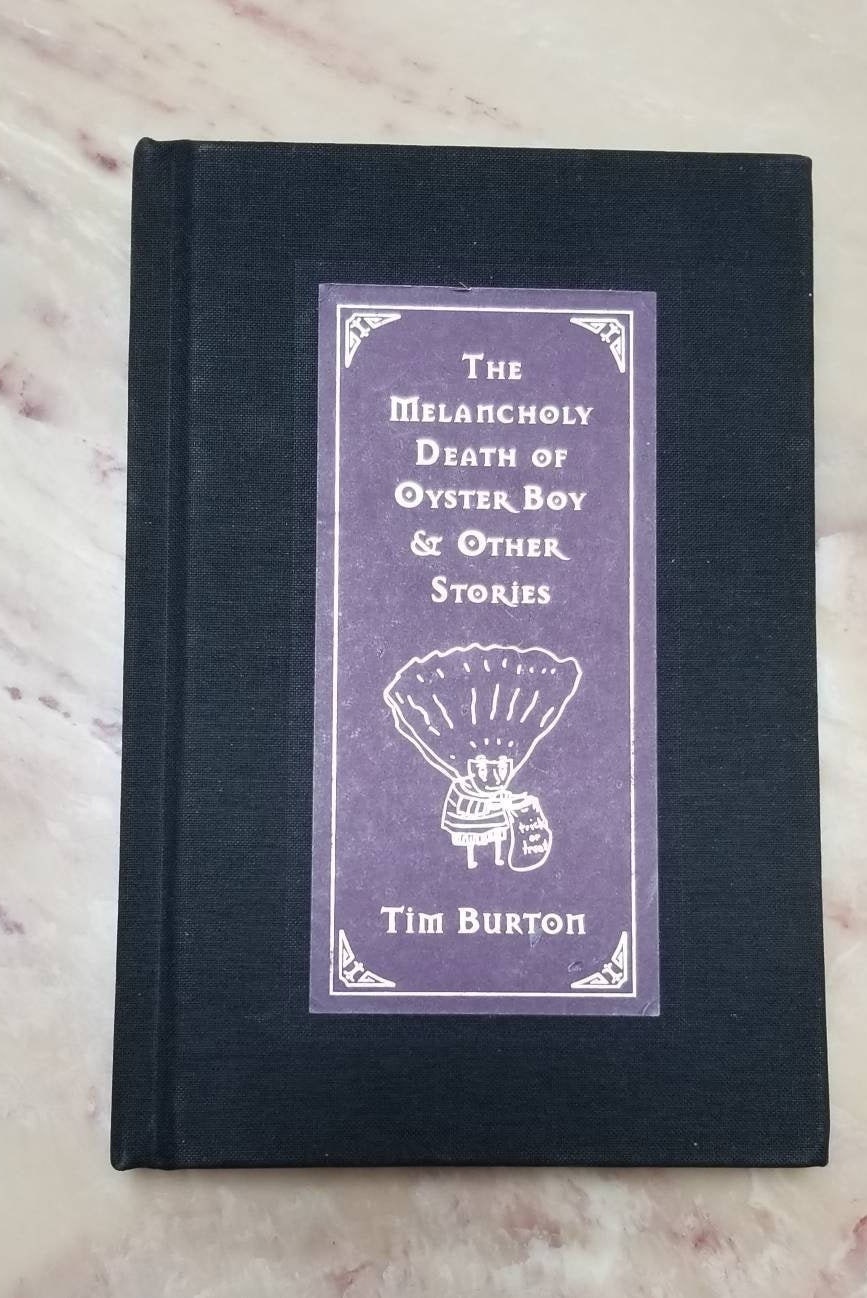 The
Melancholy
Death of
Oyster Boy
& Other
Stories
trick
or
treat
Tim Burton